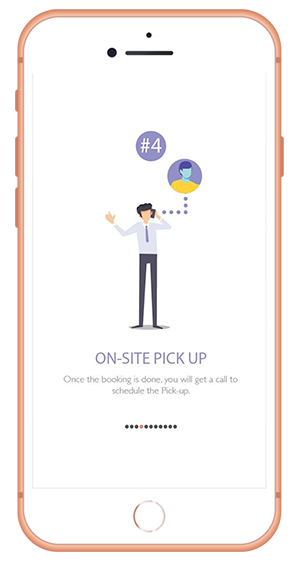 #4
ON-SITE PICK UP
Once the booking is done, you will get a call to
schedule the Pick-up.